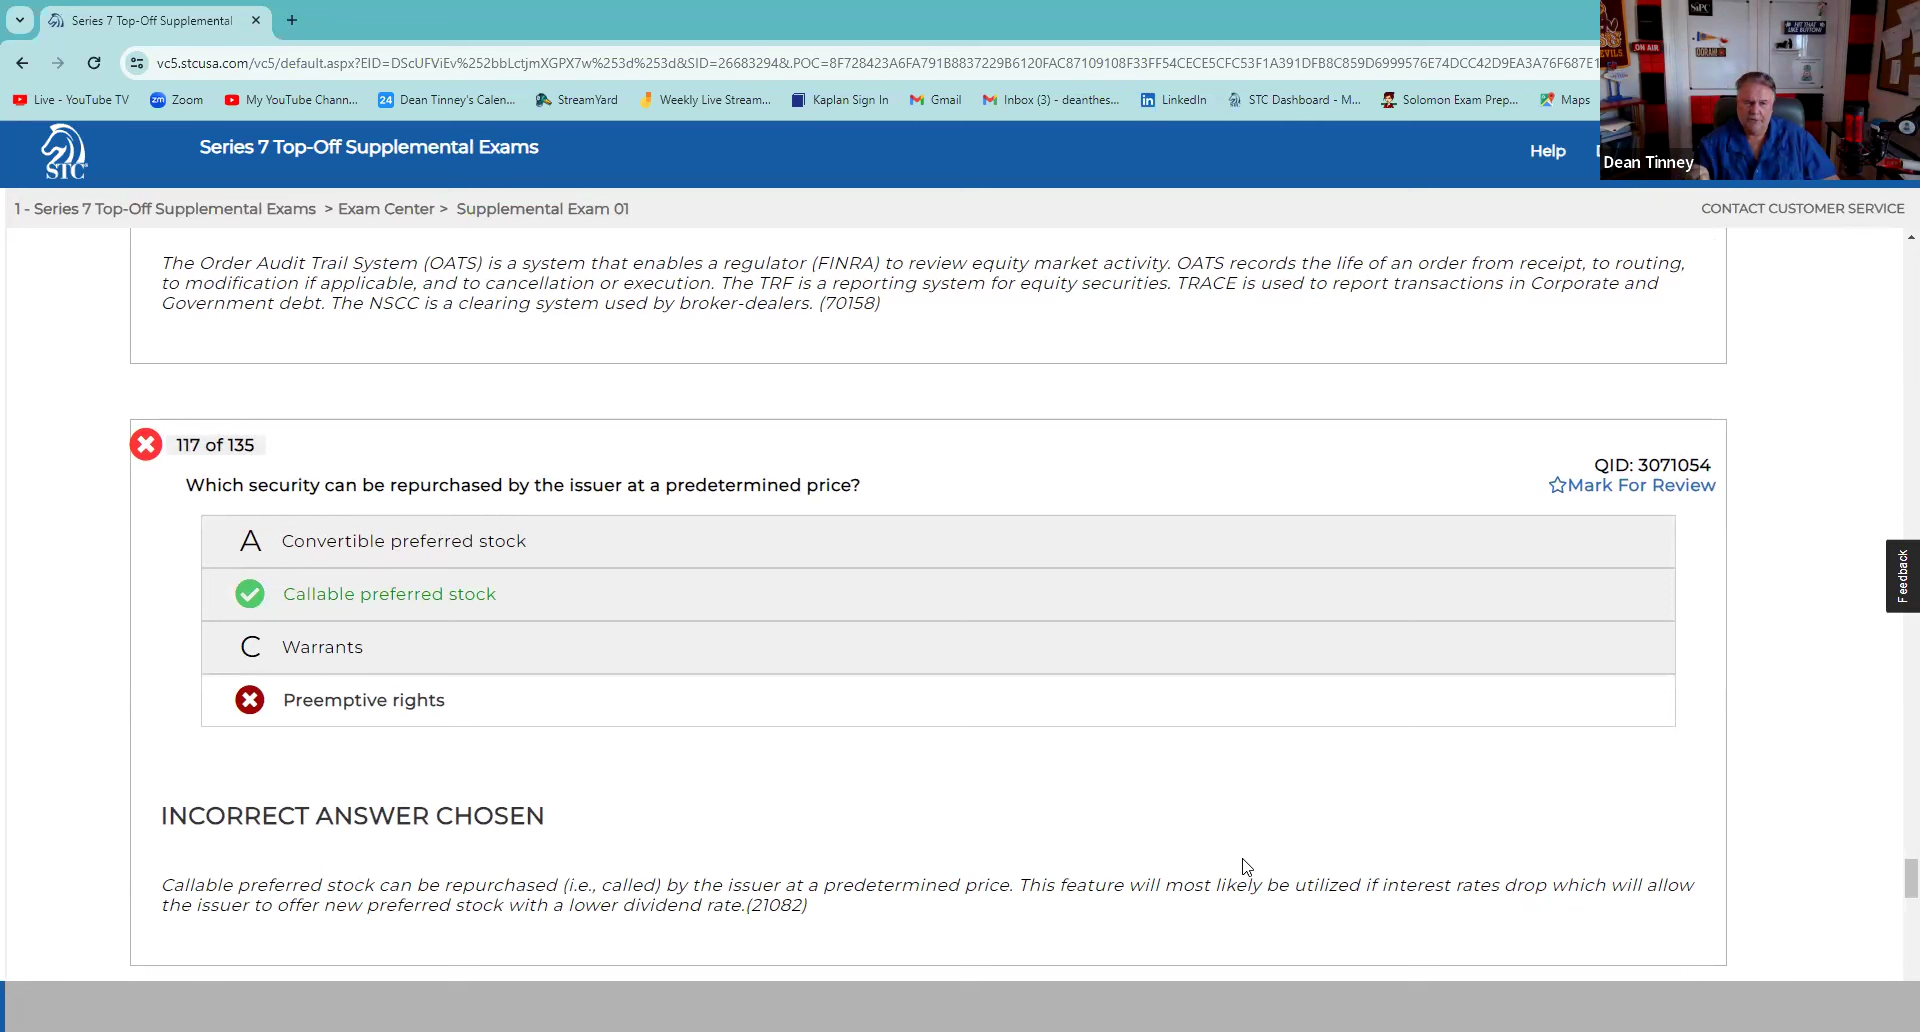 Series 7 Top-Off Supplemental
vc5.stcusa.com/vc5/default.aspx?EID=DScUFViEv%252bbLctjmXGPX7w%253d%253d&SID=26683294&.POC=8F728423A6FA791B8837229B6120FAC87109108F33FF54CECE5CFC53F1A391DFB8C859D6999576E74DCC42D9EA3A76F687E1
Live - YouTube TV
Zoom
My YouTube Chann...
24 Dean Tinney's Calen...
StreamYard
Weekly Live Stream...
Kaplan Sign In
Gmail
Inbox (3) - deanthes...
LinkedIn
STC Dashboard - M...
Solomon Exam Prep...
Maps
SIPC
HIT THAT
LIKE BUTTON!
ON AIR
Dean Tinney
STC
Series 7 Top-Off Supplemental Exams
Help
1 - Series 7 Top-Off Supplemental Exams > Exam Center > Supplemental Exam 01
CONTACT CUSTOMER SERVICE
The Order Audit Trail System (OATS) is a system that enables a regulator (FINRA) to review equity market activity. OATS records the life of an order from receipt, to routing,
to modification if applicable, and to cancellation or execution. The TRF is a reporting system for equity securities. TRACE is used to report transactions in Corporate and
Government debt. The NSCC is a clearing system used by broker-dealers. (70158)
117 of 135
QID: 3071054
Which security can be repurchased by the issuer at a predetermined price?
Mark For Review
A Convertible preferred stock
Callable preferred stock
C Warrants
Preemptive rights
Feedback
INCORRECT ANSWER CHOSEN
Callable preferred stock can be repurchased (i.e., called) by the issuer at a predetermined price. This feature will most likely be utilized if interest rates drop which will allow
the issuer to offer new preferred stock with a lower dividend rate.(21082)